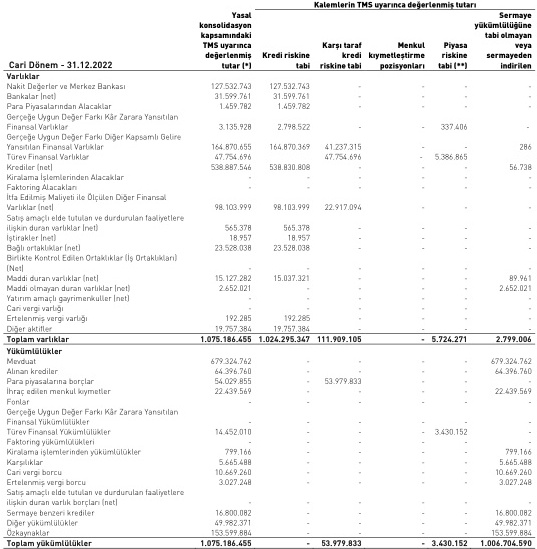 Kalemlerin TMS uyarınca değerlenmiş tutarı
Cari Dönem - 31.12.2022 Yasal konsolidasyon kapsamındaki TMS uyarınca değerlenmiş tutar (*) Kredi riskine tabi Karşı taraf kredi riskine tabi Menkul kıymetleştirme pozisyonları Piyasa riskine tabi (**) Sermaye yükümlülüğüne tabi olmayan veya sermayeden indirilen
Varlıklar
Nakit Değerler ve Merkez Bankası 127.532.743 127.532.743 - - - -
Bankalar (net) 31.599.761 31.599.761 - - - -
Para Piyasalarından Alacaklar 1.459.782 1.459.782 - - - -
Gerçeğe Uygun Değer Farkı Kâr Zarara Yansıtılan
Finansal Varlıklar 3.135.928 2.798.522 - - 337.406 -
Gerçeğe Uygun Değer Farkı Diğer Kapsamlı Gelire
Yansıtılan Finansal Varlıklar 164.870.655 164.870.369 41.237.315 - - 286
Türev Finansal Varlıklar 47.754.696 - 47.754.696 - 5.386.865 -
Krediler (net) 538.887.546 538.830.808 - - - 56.738
Kiralama İşlemlerinden Alacaklar - - - - - -
Faktoring Alacakları - - - - - -
İtfa Edilmiş Maliyeti ile Ölçülen Diğer Finansal
Varlıklar (net) 98.103.999 98.103.999 22.917.094 - - -
Satış amaçlı elde tutulan ve durdurulan faaliyetlere
ilişkin duran varlıklar (net) 565.378 565.378 - - - -
İştirakler (net) 18.957 18.957 - - - -
Bağlı ortaklıklar (net) 23.528.038 23.528.038 - - - -
Birlikte Kontrol Edilen Ortaklıklar (İş Ortaklıkları)
(Net) - - - - - -
Maddi duran varlıklar (net) 15.127.282 15.037.321 - - - 89.961
Maddi olmayan duran varlıklar (net) 2.652.021 - - - - 2.652.021
Yatırım amaçlı gayrimenkuller (net) - - - - - -
Cari vergi varlığı - - - - - -
Ertelenmiş vergi varlığı 192.285 192.285 - - - -
Diğer aktifler 19.757.384 19.757.384 - - - -
Toplam varlıklar 1.075.186.455 1.024.295.347 111.909.105 - 5.724.271 2.799.006
Yükümlülükler
Mevduat 679.324.762 - - - - 679.324.762
Alınan krediler 64.396.760 - - - - 64.396.760
Para piyasalarına borçlar 54.029.855 - 53.979.833 - - -
İhraç edilen menkul kıymetler 22.439.569 - - - - 22.439.569
Fonlar - - - - - -
Gerçeğe Uygun Değer Farkı Kâr Zarara Yansıtılan
Finansal Yükümlülükler - - - - - -
Türev Finansal Yükümlülükler 14.452.010 - - - 3.430.152 -
Faktoring yükümlülükleri - - - - - -
Kiralama işlemlerinden yükümlülükler 799.166 - - - - 799.166
Karşılıklar 5.665.488 - - - - 5.665.488
Cari vergi borcu 10.669.260 - - - - 10.669.260
Ertelenmiş vergi borcu 3.027.248 - - - - 3.027.248
Satış amaçlı elde tutulan ve durdurulan faaliyetlere
ilişkin duran varlık borçları (net) - - - - - -
Sermaye benzeri krediler 16.800.082 - - - - 16.800.082
Diğer yükümlülükler 49.982.371 - - - - 49.982.371
Özkaynaklar 153.599.884 - - - - 153.599.884
Toplam yükümlülükler 1.075.186.455 - 53.979.833 - 3.430.152 1.006.704.590